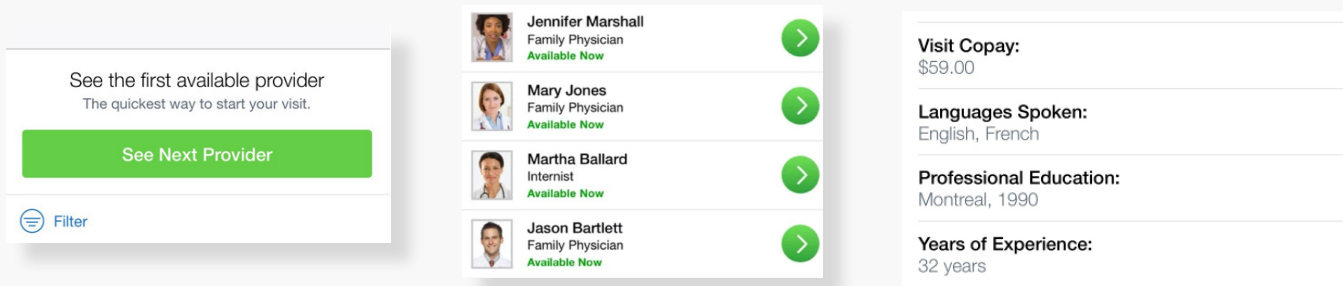 See the first available provider
The quickest way to start your visit.
See Next Provider
Filter
Jennifer Marshall
Family Physician
Available Now
Mary Jones
Family Physician
Available Now
Martha Ballard
Internist
Available Now
Jason Bartlett
Family Physician
Available Now
Visit Copay:
$59.00
Languages Spoken:
English, French
Professional Education:
Montreal, 1990
Years of Experience:
32 years